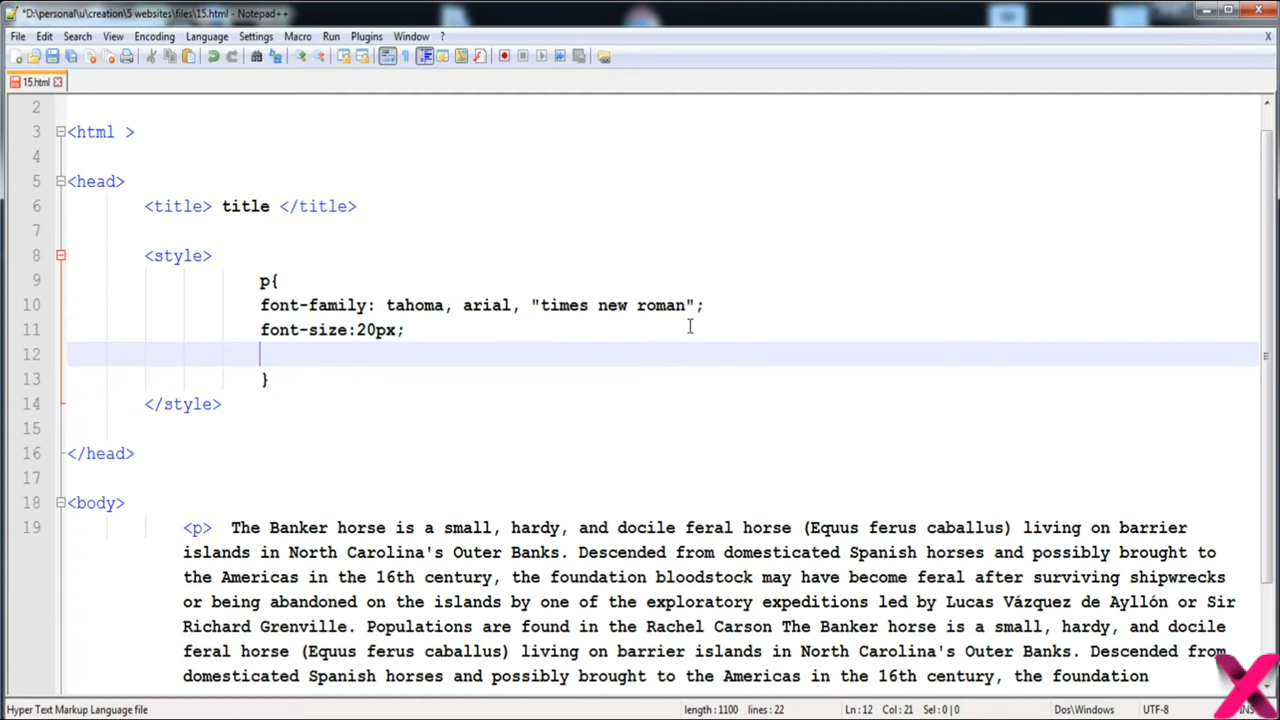 *D:\personal\u\creation\5 websites\files\15.html - Notepad++
File Edit Search View Encoding Language Settings Macro Run Plugins Window ? X
15.html
2
3 <html >
4
5 <head>
6 <title> title </title>
7
8 <style>
9 p{
10 font-family: tahoma, arial, "times new roman";
11 font-size:20px;
12
13 }
14 </style>
15
16 </head>
17
18 <body>
19 <p> The Banker horse is a small, hardy, and docile feral horse (Equus ferus caballus) living on barrier
islands in North Carolina's Outer Banks. Descended from domesticated Spanish horses and possibly brought to
the Americas in the 16th century, the foundation bloodstock may have become feral after surviving shipwrecks
or being abandoned on the islands by one of the exploratory expeditions led by Lucas Vázquez de Ayllón or Sir
Richard Grenville. Populations are found in the Rachel Carson The Banker horse is a small, hardy, and docile
feral horse (Equus ferus caballus) living on barrier islands in North Carolina's Outer Banks. Descended from
domesticated Spanish horses and possibly brought to the Americas in the 16th century, the foundation
Hyper Text Markup Language file length: 1100 lines: 22 Ln: 12 Col: 21 Sel: 0 | 0 Dos\Windows UTF-8 INS